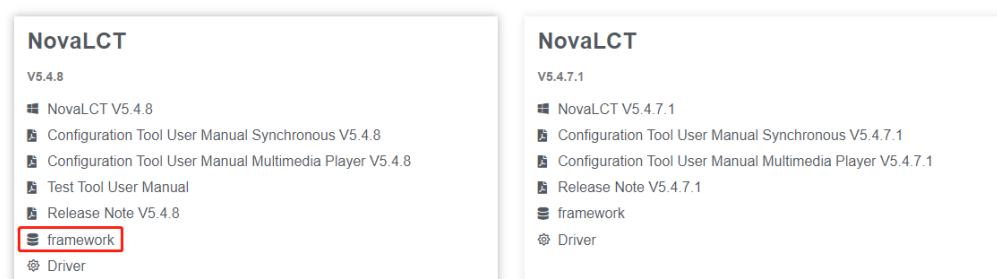 NovaLCT
V5.4.8
NovaLCT V5.4.8
Configuration Tool User Manual Synchronous V5.4.8
Configuration Tool User Manual Multimedia Player V5.4.8
Test Tool User Manual
Release Note V5.4.8
framework
Driver
NovaLCT
V5.4.7.1
NovaLCT V5.4.7.1
Configuration Tool User Manual Synchronous V5.4.7.1
Configuration Tool User Manual Multimedia Player V5.4.7.1
Release Note V5.4.7.1
framework
Driver